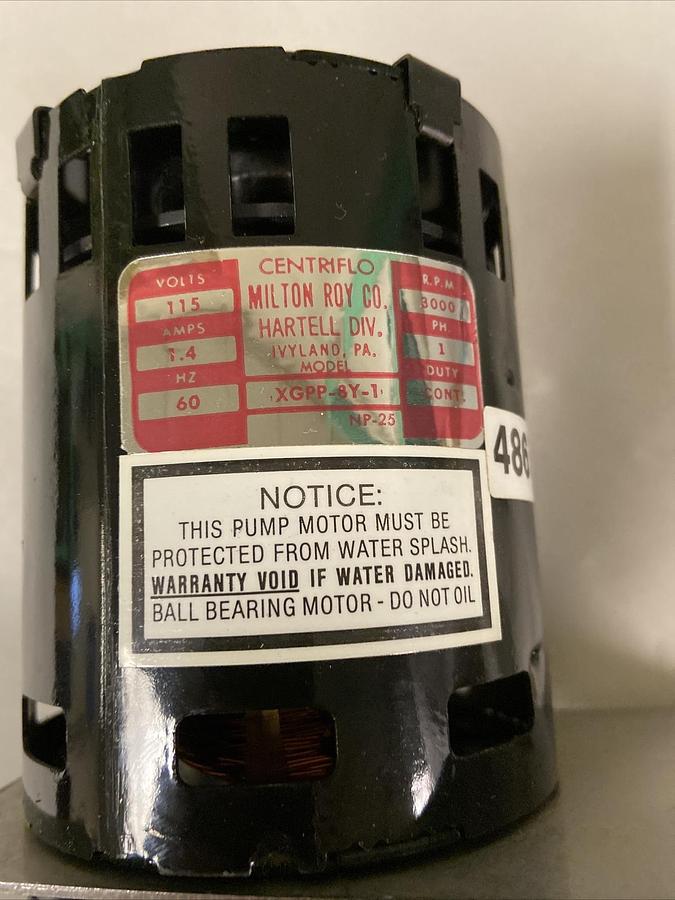 VOLTS
115
AMPS
1.4
HZ
60
CENTRIFLO
MILTON ROY CO.
HARTELL DIV.
IVYLAND, PA.
MODEL
XGPP-8Y-1
NP-25
R.P.M
3000
PH.
1
DUTY
CONT.
486
NOTICE:
THIS PUMP MOTOR MUST BE
PROTECTED FROM WATER SPLASH.
WARRANTY VOID IF WATER DAMAGED.
BALL BEARING MOTOR - DO NOT OIL